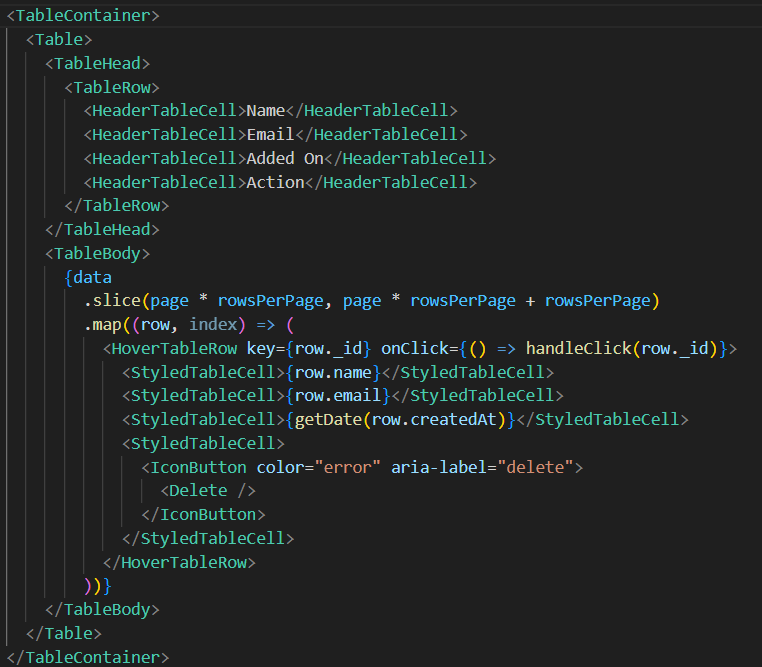 <TableContainer>
<Table>
<TableHead>
<TableRow>
<HeaderTableCell>Name</HeaderTableCell>
<HeaderTableCell>Email</HeaderTableCell>
<HeaderTableCell>Added On</HeaderTableCell>
<HeaderTableCell>Action</HeaderTableCell>
</TableRow>
</TableHead>
<TableBody>
{data
.slice(page * rowsPerPage, page * rowsPerPage + rowsPerPage)
.map((row, index) => (
<HoverTableRow key={row._id} onClick={() => handleClick(row._id)}>
<StyledTableCell>{row.name}</StyledTableCell>
<StyledTableCell>{row.email}</StyledTableCell>
<StyledTableCell>{getDate(row.createdAt)}</StyledTableCell>
<StyledTableCell>
<IconButton color="error" aria-label="delete">
<Delete />
</IconButton>
</StyledTableCell>
</HoverTableRow>
))}
</TableBody>
</Table>
</TableContainer>